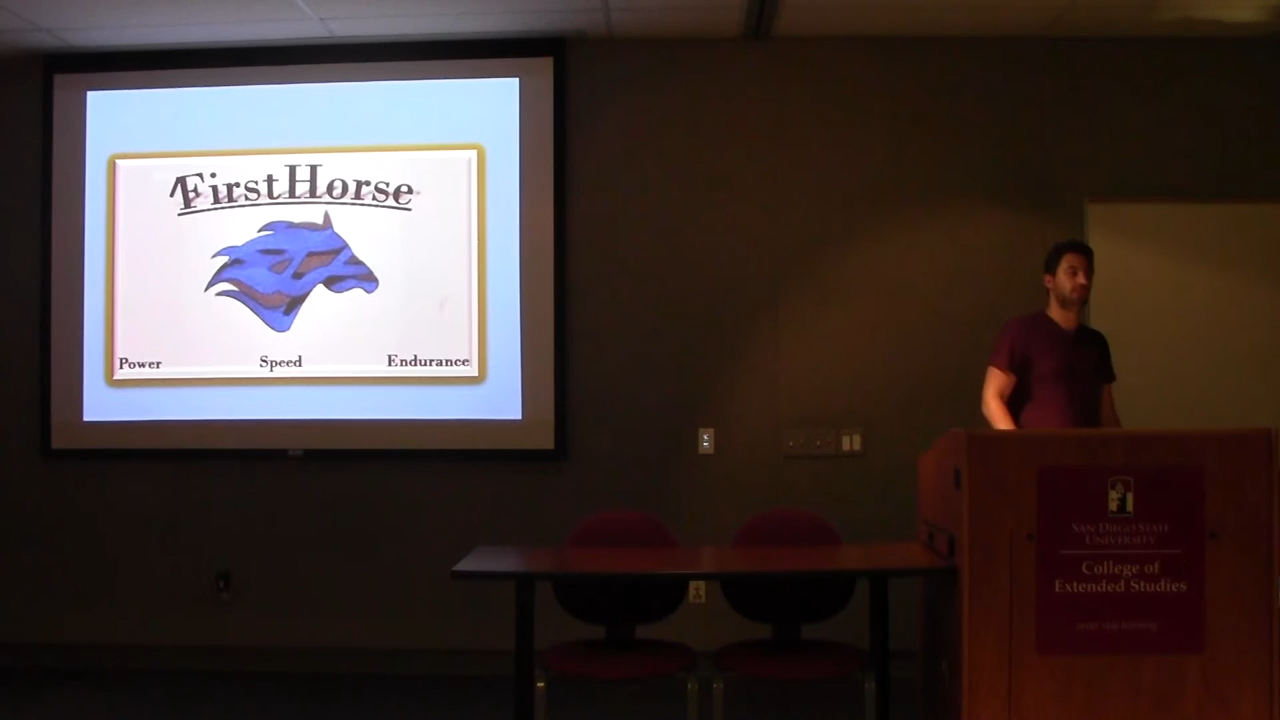 FirstHorse
Power Speed Endurance
SAN DIEGO STATE
UNIVERSITY
College of
Extended Studies